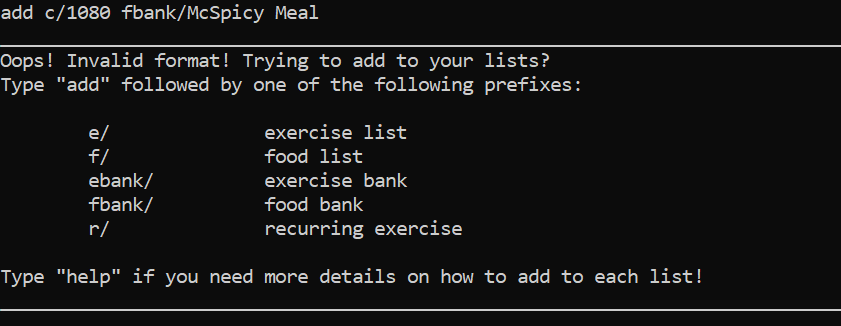 add c/1080 fbank/McSpicy Meal
Oops! Invalid format! Trying to add to your lists?
Type "add" followed by one of the following prefixes:
e/ exercise list
f/ food list
ebank/ exercise bank
fbank/ food bank
r/ recurring exercise
Type "help" if you need more details on how to add to each list!